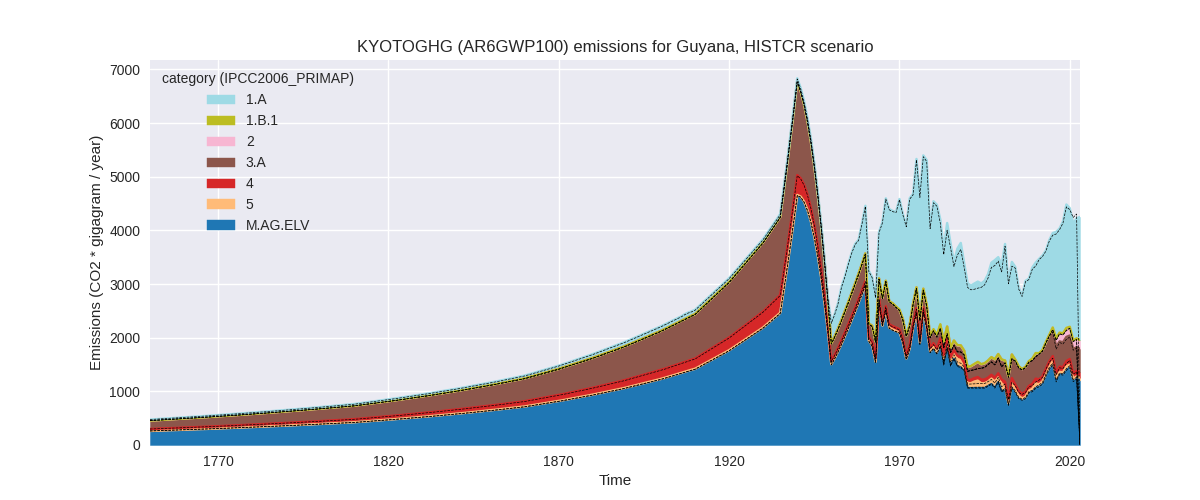 KYOTOGHG (AR6GWP100) emissions for Guyana, HISTCR scenario
7000
6000
5000
4000
3000
2000
1000
0
Emissions (CO2 * gigagram / year)
category (IPCC2006_PRIMAP)
1.A
1.B.1
2
3.A
4
5
M.AG.ELV
1770
1820
1870
1920
1970
2020
Time